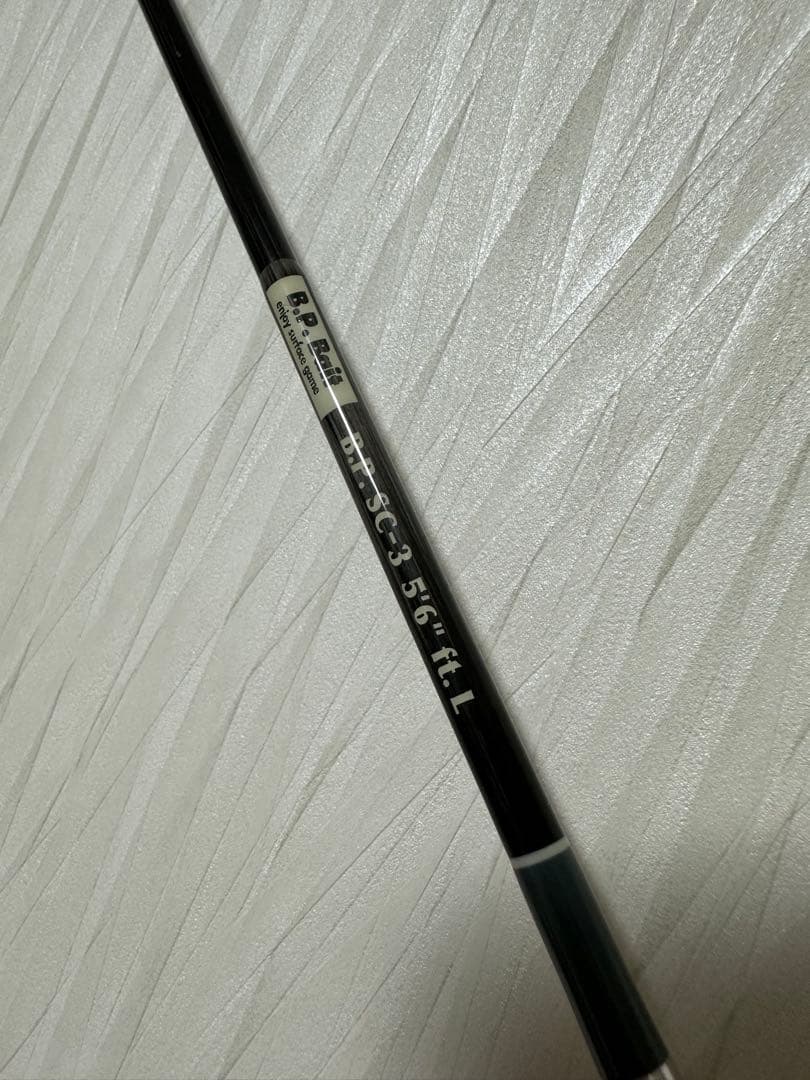 B.P. Bait
enjoy surface game
B.P. SC-3 5'6" ft. L